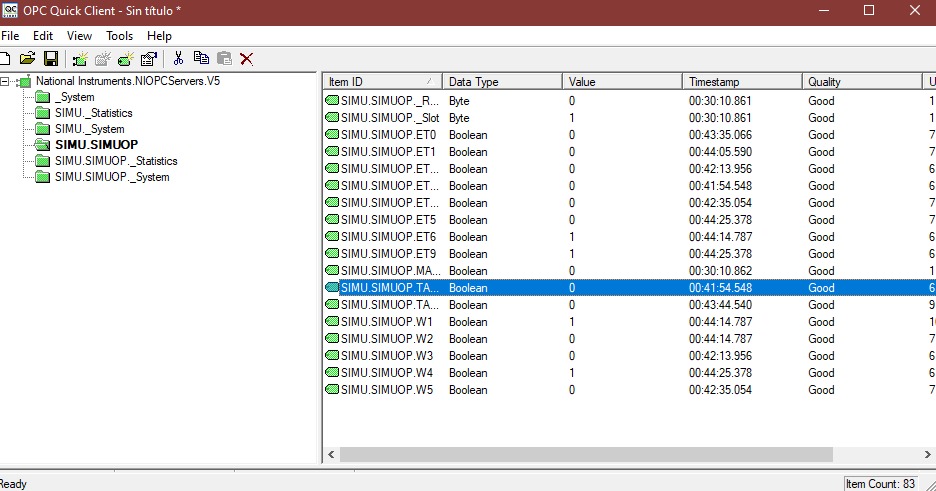 OPC Quick Client - Sin título *
File Edit View Tools Help
National Instruments.NIOPCServers.V5
_System
SIMU._Statistics
SIMU._System
SIMU.SIMUOP
SIMU.SIMUOP._Statistics
SIMU.SIMUOP._System
Item ID Data Type Value Timestamp Quality U
SIMU.SIMUOP._R... Byte 0 00:30:10.861 Good 1
SIMU.SIMUOP._Slot Byte 1 00:30:10.862 Good 1
SIMU.SIMUOP.ET0 Boolean 0 00:43:35.066 Good 7
SIMU.SIMUOP.ET1 Boolean 0 00:44:05.590 Good 7
SIMU.SIMUOP.ET... Boolean 0 00:42:13.956 Good 6
SIMU.SIMUOP.ET... Boolean 0 00:41:54.548 Good 6
SIMU.SIMUOP.ET... Boolean 0 00:42:35.054 Good 7
SIMU.SIMUOP.ET5 Boolean 0 00:44:25.378 Good 7
SIMU.SIMUOP.ET6 Boolean 1 00:44:14.787 Good 6
SIMU.SIMUOP.ET9 Boolean 1 00:44:25.378 Good 6
SIMU.SIMUOP.MA... Boolean 0 00:30:10.862 Good 1
SIMU.SIMUOP.TA... Boolean 0 00:41:54.548 Good 6
SIMU.SIMUOP.TA... Boolean 0 00:43:44.540 Good 9
SIMU.SIMUOP.W1 Boolean 1 00:44:14.787 Good 10
SIMU.SIMUOP.W2 Boolean 0 00:44:14.787 Good 7
SIMU.SIMUOP.W3 Boolean 0 00:42:13.956 Good 6
SIMU.SIMUOP.W4 Boolean 1 00:44:25.378 Good 6
SIMU.SIMUOP.W5 Boolean 0 00:42:35.054 Good 7
Ready Item Count: 83